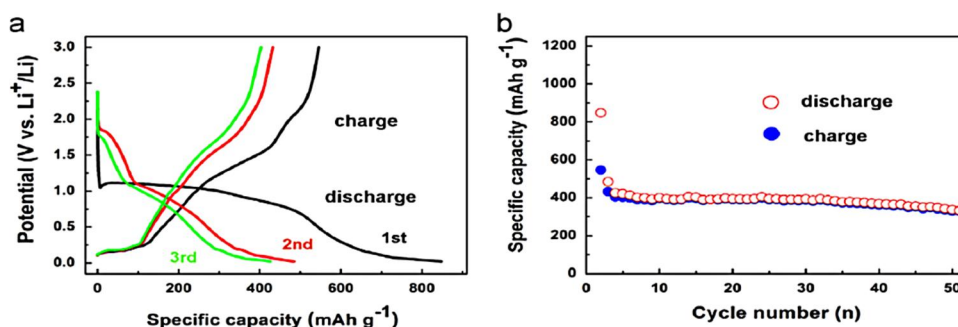 a
Potential (V vs. Li+/Li)
3.0
2.5
2.0
1.5
1.0
0.5
0.0
charge
discharge
1st
2nd
3rd
0 200 400 600 800
Specific capacity (mAh g-1)
b
Specific capacity (mAh g-1)
1200
1000
800
600
400
200
0
discharge
charge
0 10 20 30 40 50
Cycle number (n)